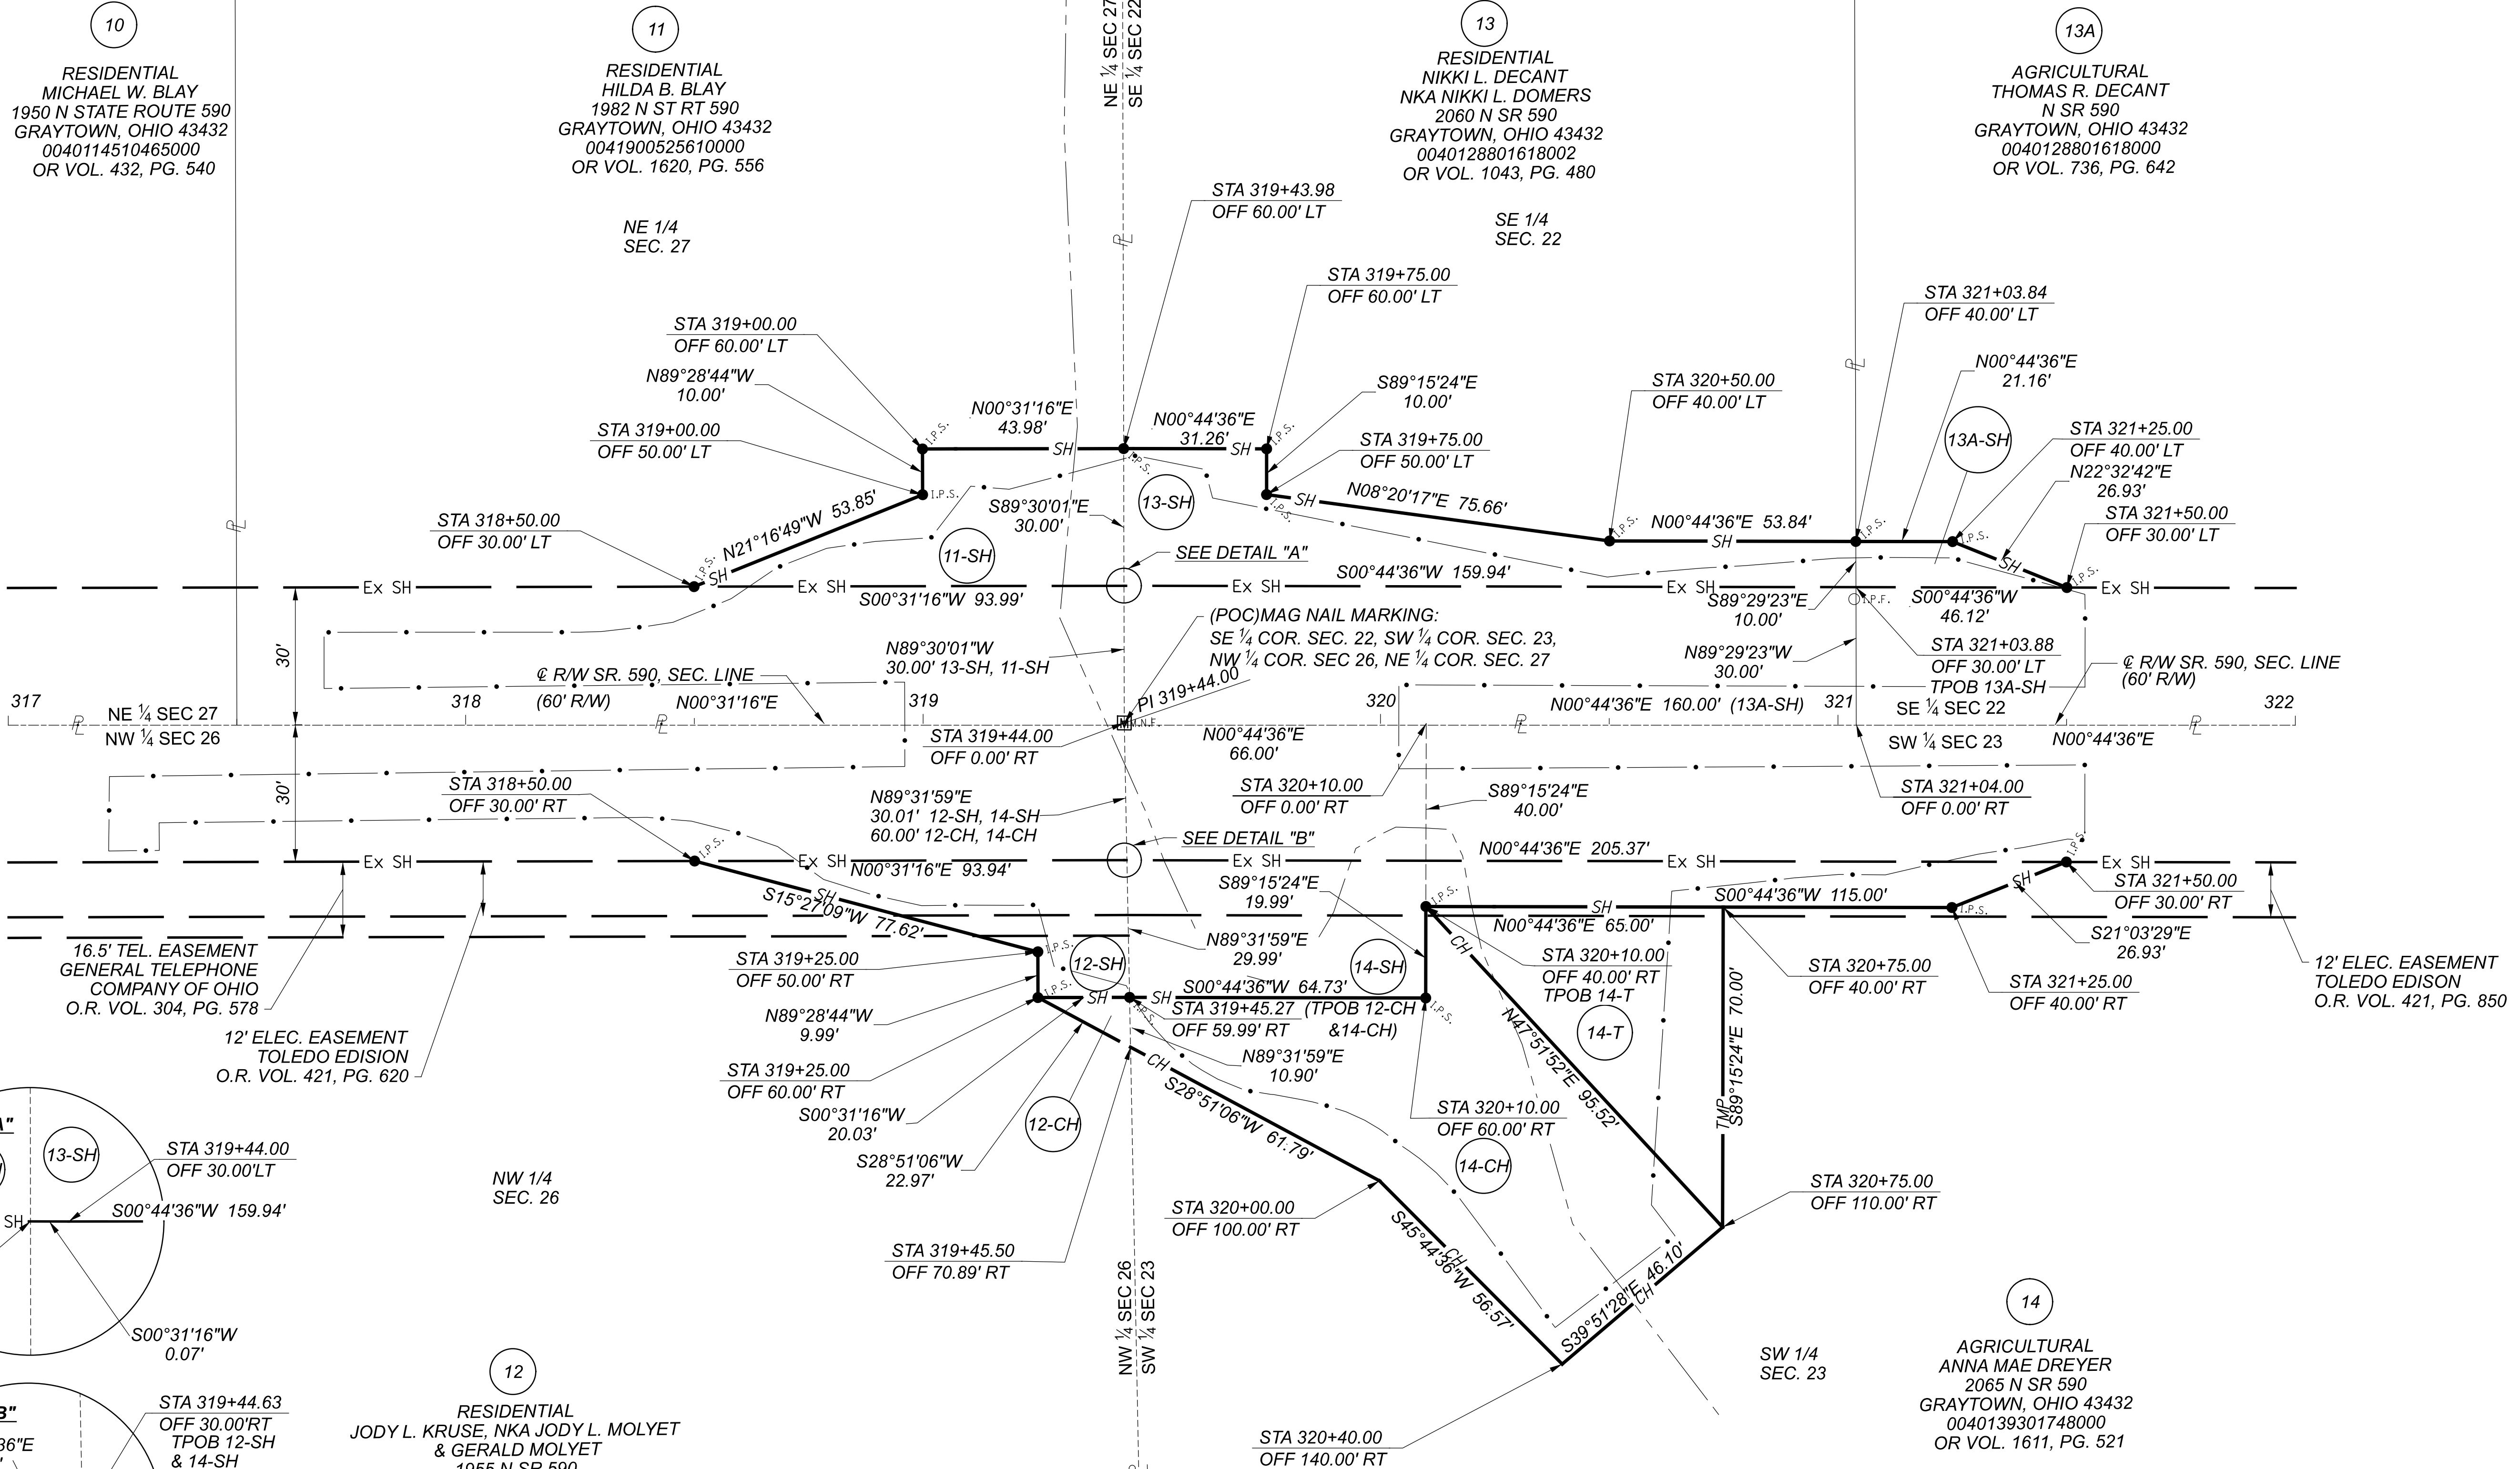 10
RESIDENTIAL
MICHAEL W. BLAY
1950 N STATE ROUTE 590
GRAYTOWN, OHIO 43432
0040114510465000
OR VOL. 432, PG. 540
11
RESIDENTIAL
HILDA B. BLAY
1982 N ST RT 590
GRAYTOWN, OHIO 43432
0041900525610000
OR VOL. 1620, PG. 556
NE ¼ SEC 27
SE ¼ SEC 22
13
RESIDENTIAL
NIKKI L. DECANT
NKA NIKKI L. DOMERS
2060 N SR 590
GRAYTOWN, OHIO 43432
0040128801618002
OR VOL. 1043, PG. 480
13A
AGRICULTURAL
THOMAS R. DECANT
N SR 590
GRAYTOWN, OHIO 43432
0040128801618000
OR VOL. 736, PG. 642
NE 1/4
SEC. 27
SE 1/4
SEC. 22
STA 319+43.98
OFF 60.00' LT
STA 319+75.00
OFF 60.00' LT
STA 321+03.84
OFF 40.00' LT
STA 319+00.00
OFF 60.00' LT
N89°28'44"W
10.00'
STA 319+00.00
OFF 50.00' LT
N00°31'16"E
43.98'
N00°44'36"E
31.26'
S89°15'24"E
10.00'
STA 319+75.00
OFF 50.00' LT
STA 320+50.00
OFF 40.00' LT
N00°44'36"E
21.16'
13A-SH
STA 321+25.00
OFF 40.00' LT
N22°32'42"E
26.93'
STA 321+50.00
OFF 30.00' LT
I.P.S.
I.P.S.
I.P.S.
I.P.S.
I.P.S.
I.P.S.
I.P.S.
I.P.S.
I.P.S.
I.P.S.
SH
SH
SH
SH
SH
SH
STA 318+50.00
OFF 30.00' LT
N21°16'49"W 53.85'
11-SH
S89°30'01"E
30.00'
13-SH
N08°20'17"E 75.66'
N00°44'36"E 53.84'
SEE DETAIL "A"
Ex SH
Ex SH
Ex SH
Ex SH
Ex SH
S00°31'16"W 93.99'
S00°44'36"W 159.94'
S89°29'23"E
10.00'
I.P.F.
S00°44'36"W
46.12'
(POC)MAG NAIL MARKING:
SE ¼ COR. SEC. 22, SW ¼ COR. SEC. 23,
NW ¼ COR. SEC 26, NE ¼ COR. SEC. 27
N89°30'01"W
30.00' 13-SH, 11-SH
N89°29'23"W
30.00'
STA 321+03.88
OFF 30.00' LT
TPOB 13A-SH
℄ R/W SR. 590, SEC. LINE
(60' R/W)
30'
℄ R/W SR. 590, SEC. LINE
(60' R/W)
N00°31'16"E
PI 319+44.00
M.N.F.
317
318
319
320
321
322
N00°44'36"E 160.00' (13A-SH)
NE ¼ SEC 27
NW ¼ SEC 26
SE ¼ SEC 22
SW ¼ SEC 23
N00°44'36"E
STA 319+44.00
OFF 0.00' RT
N00°44'36"E
66.00'
30'
STA 318+50.00
OFF 30.00' RT
N89°31'59"E
30.01' 12-SH, 14-SH
60.00' 12-CH, 14-CH
STA 320+10.00
OFF 0.00' RT
S89°15'24"E
40.00'
STA 321+04.00
OFF 0.00' RT
SEE DETAIL "B"
Ex SH
Ex SH
Ex SH
Ex SH
Ex SH
I.P.S.
I.P.S.
N00°31'16"E 93.94'
N00°44'36"E 205.37'
S15°27'09"W 77.62'
SH
S89°15'24"E
19.99'
I.P.S.
SH
S00°44'36"W 115.00'
N00°44'36"E 65.00'
SH
I.P.S.
STA 321+50.00
OFF 30.00' RT
S21°03'29"E
26.93'
16.5' TEL. EASEMENT
GENERAL TELEPHONE
COMPANY OF OHIO
O.R. VOL. 304, PG. 578
12' ELEC. EASEMENT
TOLEDO EDISION
O.R. VOL. 421, PG. 620
12' ELEC. EASEMENT
TOLEDO EDISON
O.R. VOL. 421, PG. 850
STA 319+25.00
OFF 50.00' RT
I.P.S.
12-SH
N89°31'59"E
29.99'
14-SH
CH
STA 320+10.00
OFF 40.00' RT
TPOB 14-T
STA 320+75.00
OFF 40.00' RT
STA 321+25.00
OFF 40.00' RT
I.P.S.
SH
SH
I.P.S.
S00°44'36"W 64.73'
STA 319+45.27 (TPOB 12-CH
OFF 59.99' RT &14-CH)
I.P.S.
N89°28'44"W
9.99'
14-T
N47°51'52"E 95.52'
TMP
S89°15'24"E 70.00'
STA 319+25.00
OFF 60.00' RT
N89°31'59"E
10.90'
CH
S28°51'06"W 61.79'
S00°31'16"W
20.03'
12-CH
S28°51'06"W
22.97'
STA 320+10.00
OFF 60.00' RT
14-CH
A"
13-SH
STA 319+44.00
OFF 30.00'LT
SH
S00°44'36"W 159.94'
S00°31'16"W
0.07'
NW 1/4
SEC. 26
STA 319+45.50
OFF 70.89' RT
STA 320+00.00
OFF 100.00' RT
STA 320+75.00
OFF 110.00' RT
CH
S45°44'36"W 56.57'
S39°51'28"E 46.10'
CH
NW ¼ SEC 26
SW ¼ SEC 23
SW 1/4
SEC. 23
14
AGRICULTURAL
ANNA MAE DREYER
2065 N SR 590
GRAYTOWN, OHIO 43432
0040139301748000
OR VOL. 1611, PG. 521
12
RESIDENTIAL
JODY L. KRUSE, NKA JODY L. MOLYET
& GERALD MOLYET
1955 N SR 590
B"
36"E
STA 319+44.63
OFF 30.00'RT
TPOB 12-SH
& 14-SH
STA 320+40.00
OFF 140.00' RT